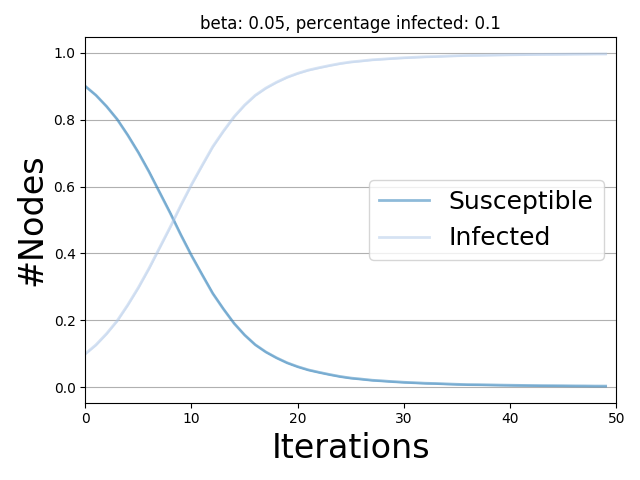 beta: 0.05, percentage infected: 0.1
1.0
0.8
0.6
0.4
0.2
0.0
#Nodes
Susceptible
Infected
0 10 20 30 40 50
Iterations